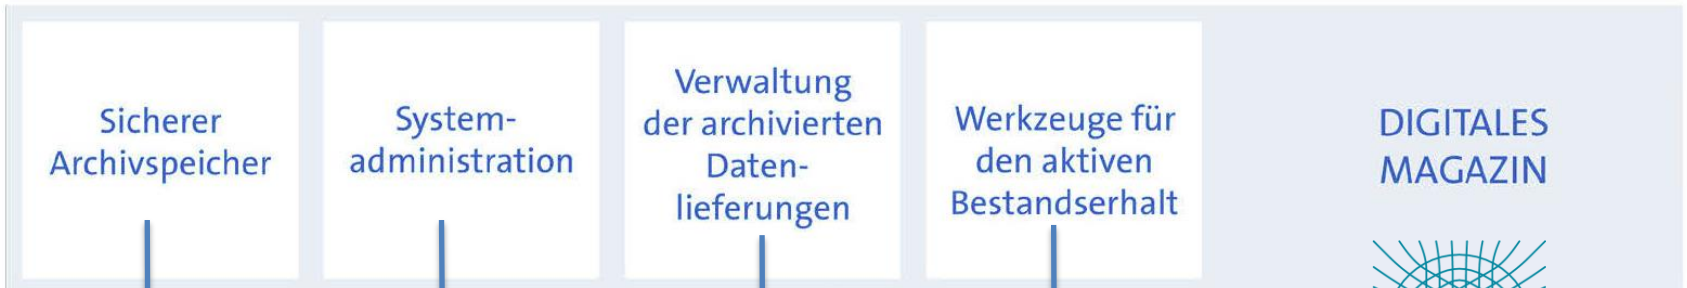 Sicherer
Archivspeicher
System-
administration
Verwaltung
der archivierten
Daten-
lieferungen
Werkzeuge für
den aktiven
Bestandserhalt
DIGITALES
MAGAZIN